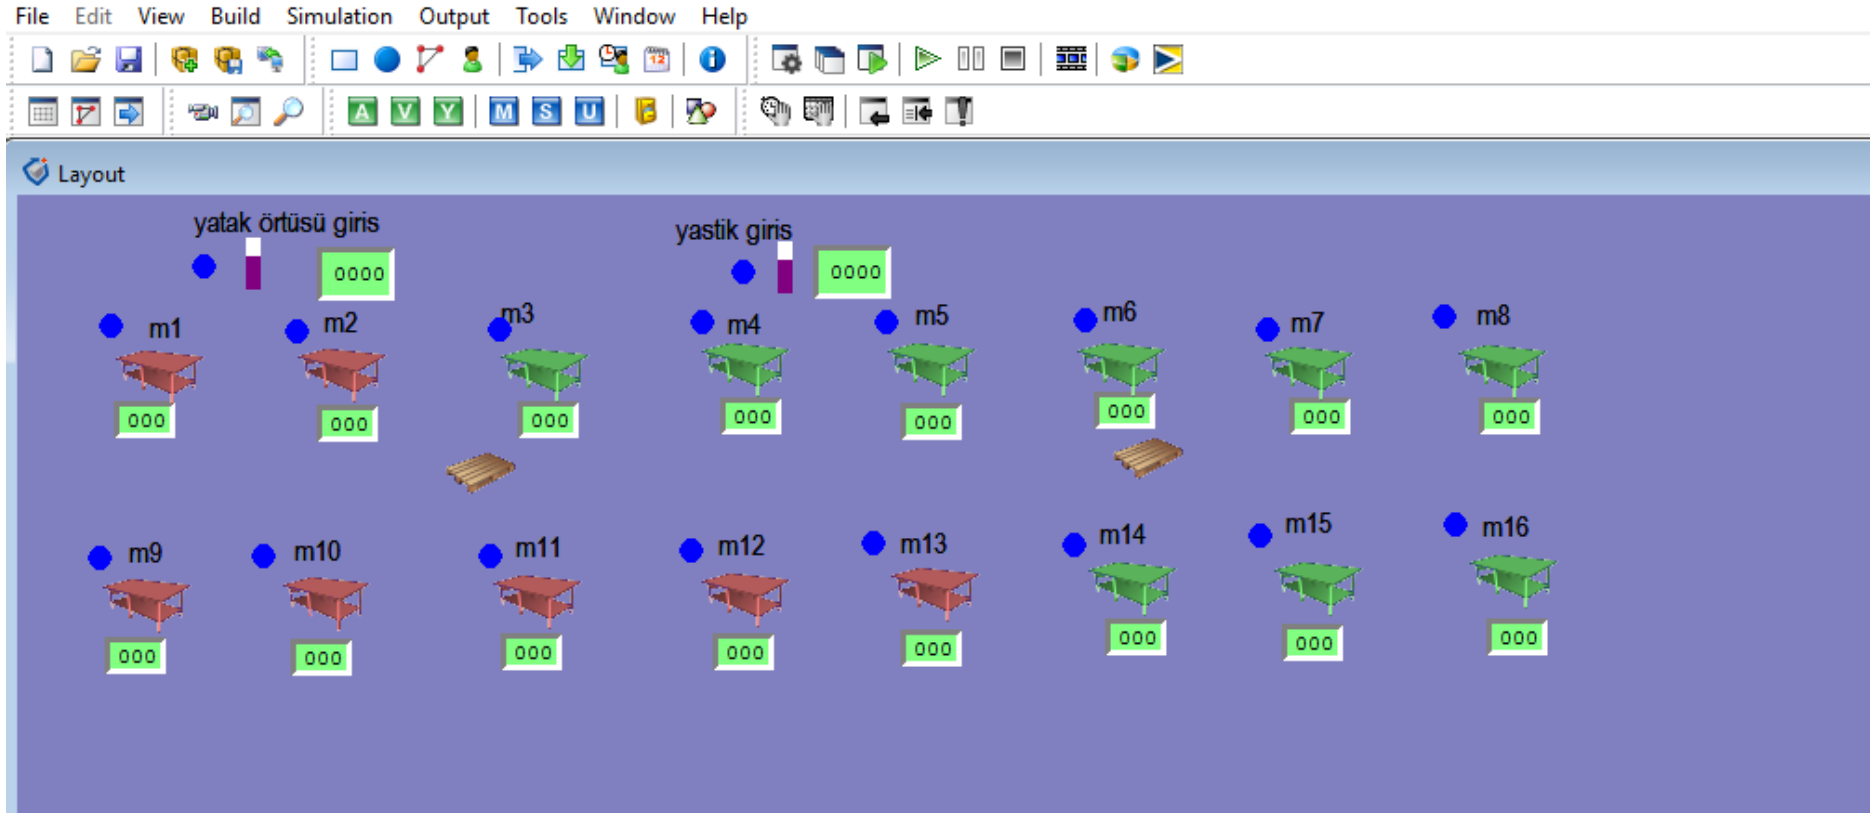 File Edit View Build Simulation Output Tools Window Help
12
A V Y M S U
Layout
yatak örtüsü giris
yastik giris
0000
0000
m1 m2 m3 m4 m5 m6 m7 m8
000 000 000 000 000 000 000 000
m9 m10 m11 m12 m13 m14 m15 m16
000 000 000 000 000 000 000 000